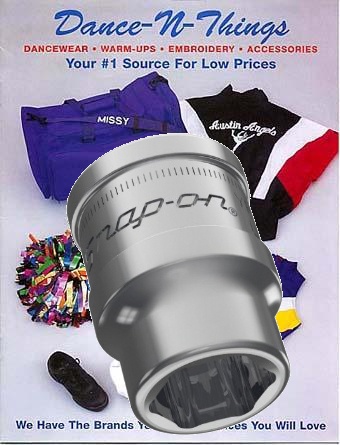 Dance-N-Things
DANCEWEAR • WARM-UPS • EMBROIDERY • ACCESSORIES
Your #1 Source For Low Prices
MISSY
Austin Angels
Snap-on®
We Have The Brands You Will Love